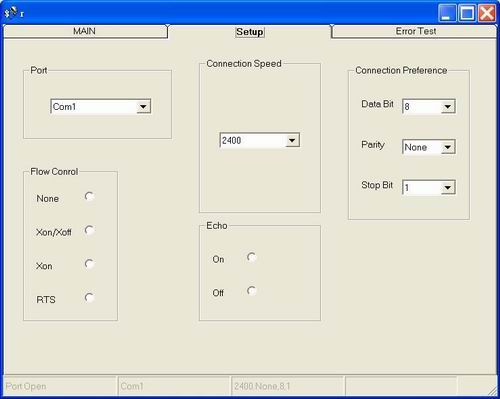 r
MAIN
Setup
Error Test
Port
Com1
Connection Speed
2400
Connection Preference
Data Bit
8
Parity
None
Stop Bit
1
Flow Conrol
None
Xon/Xoff
Xon
RTS
Echo
On
Off
Port Open
Com1
2400,None,8,1